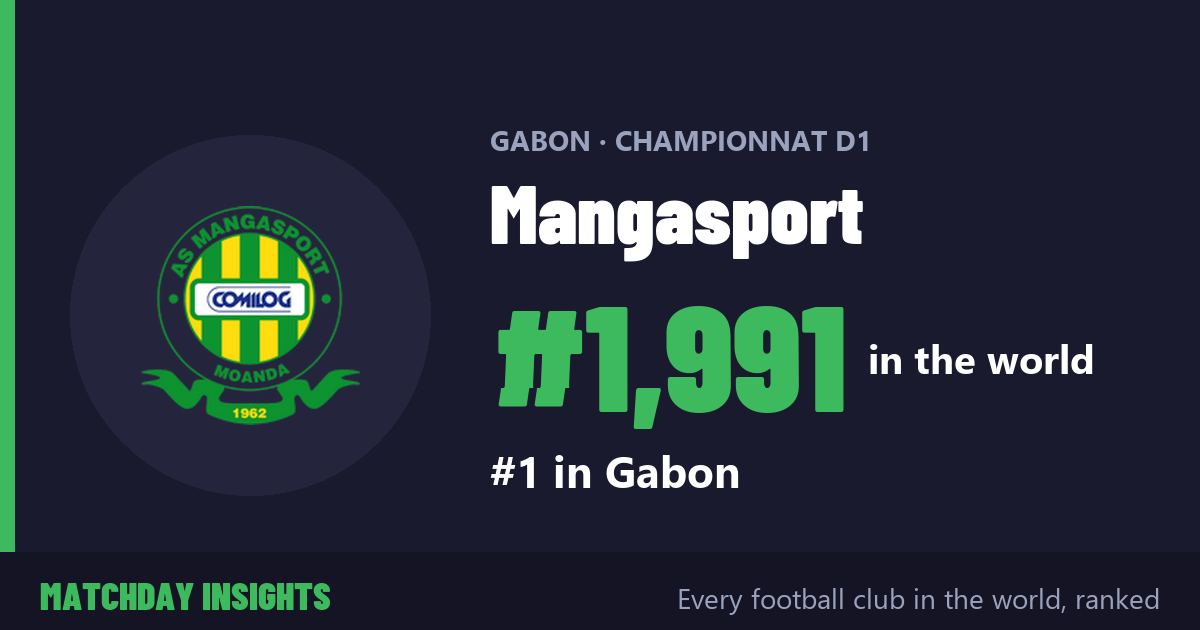 GABON · CHAMPIONNAT D1
Mangasport
#1,991 in the world
#1 in Gabon
AS MANGASPORT
COMILOG
MOANDA
1962
MATCHDAY INSIGHTS
Every football club in the world, ranked